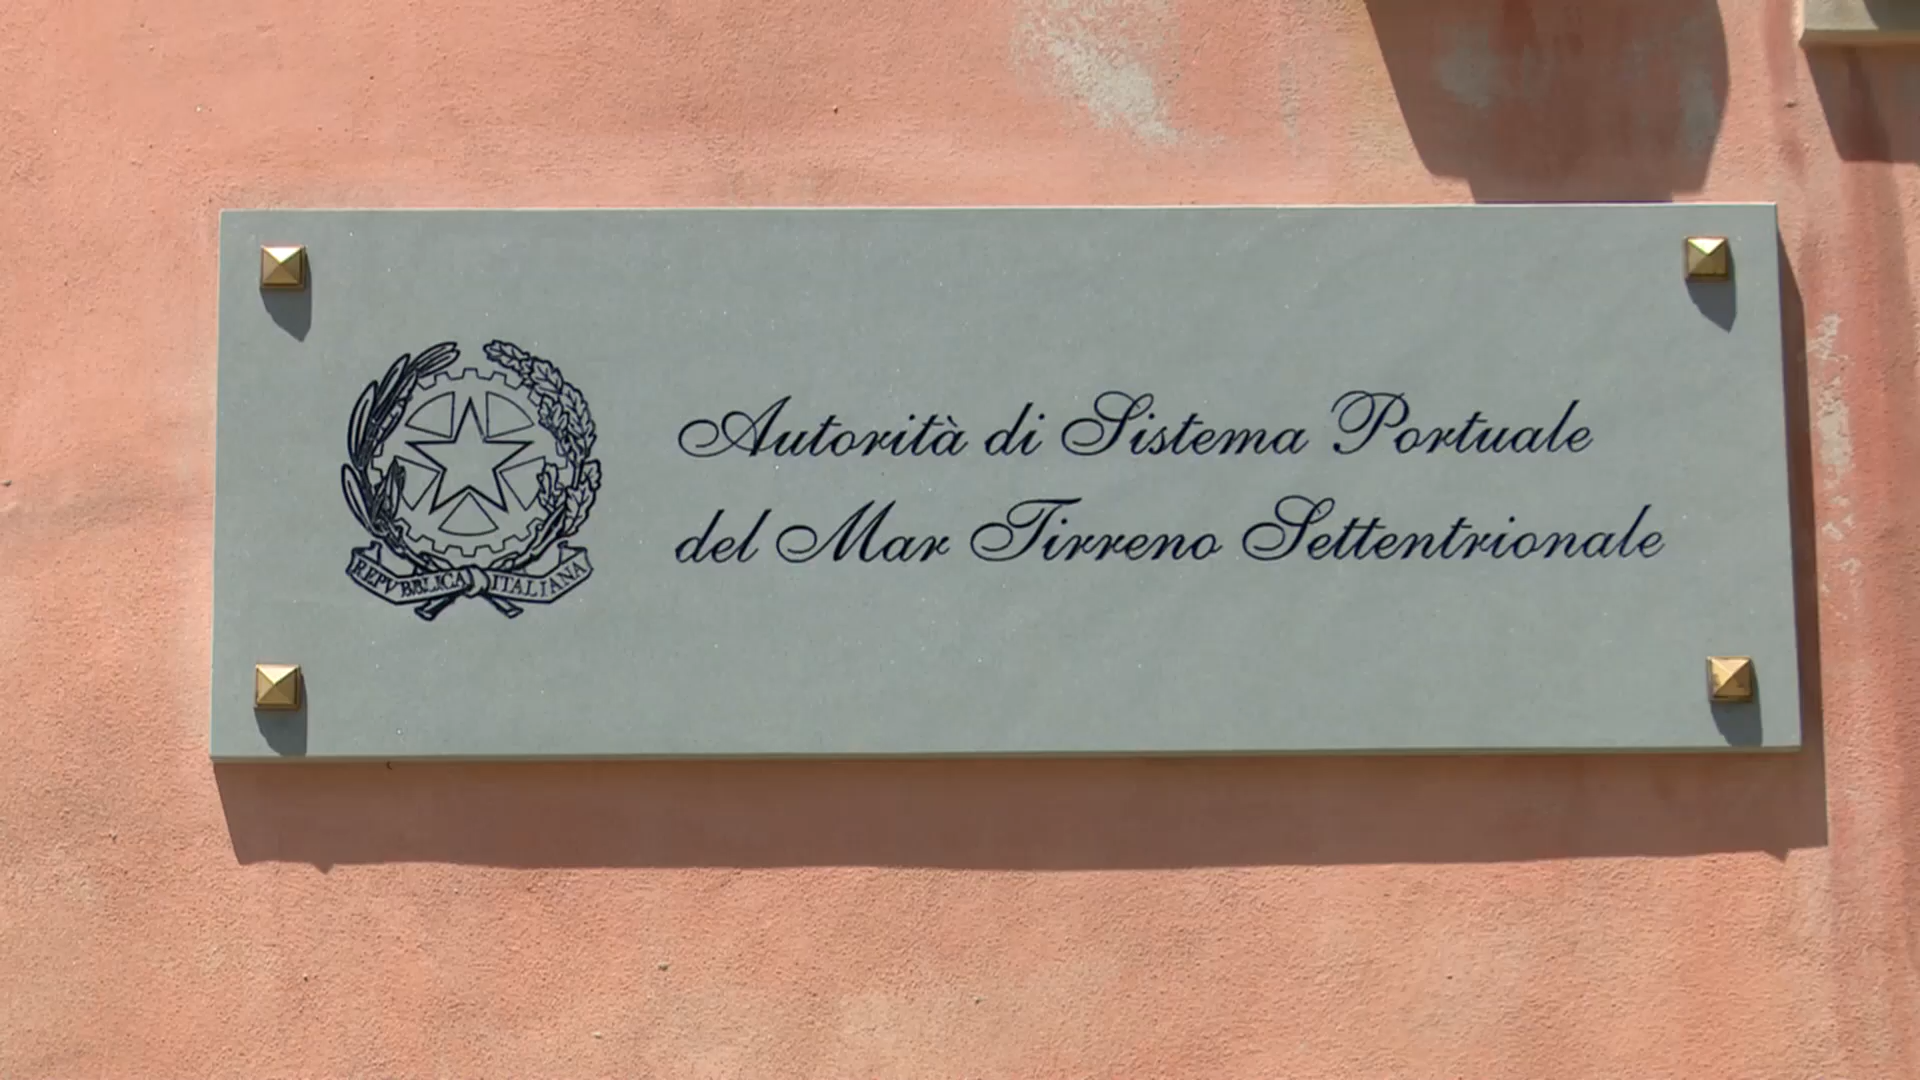 Autorità di Sistema Portuale
del Mar Tirreno Settentrionale
REPVBBLICA ITALIANA